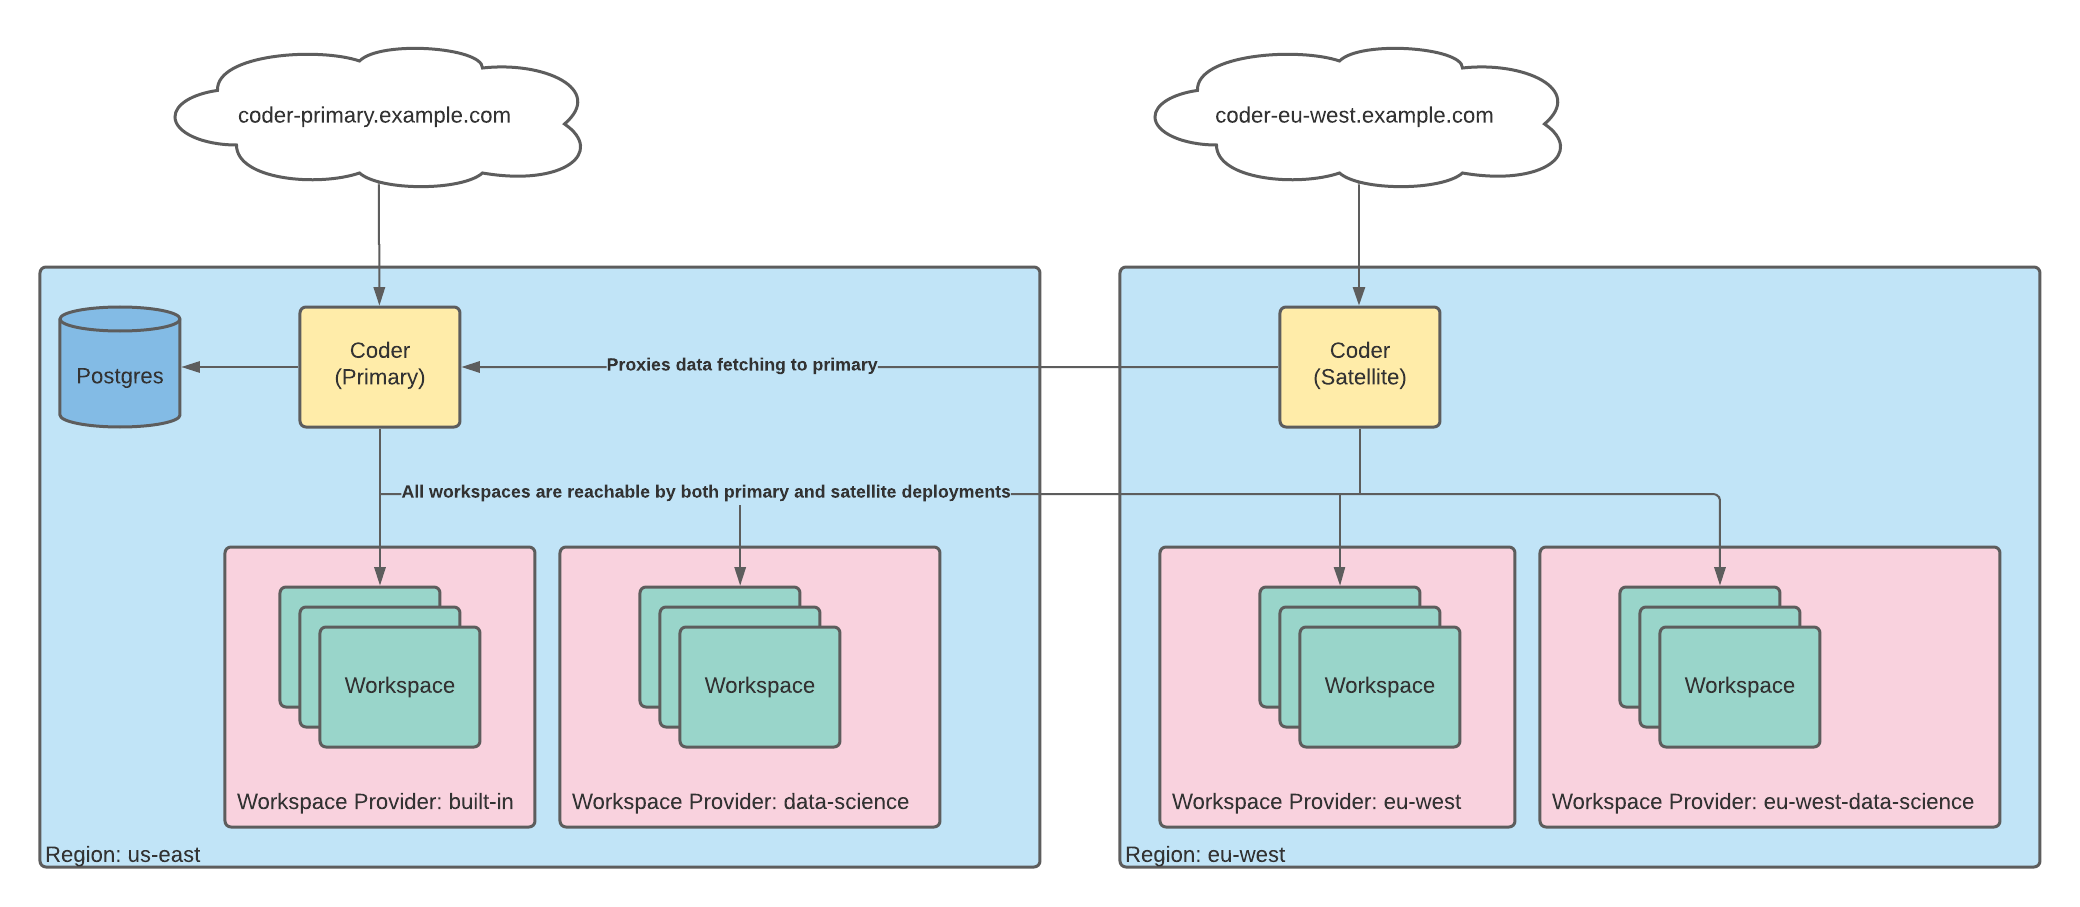 coder-primary.example.com
coder-eu-west.example.com
Postgres
Coder
(Primary)
Proxies data fetching to primary
Coder
(Satellite)
All workspaces are reachable by both primary and satellite deployments
Workspace
Workspace
Workspace
Workspace
Workspace Provider: built-in
Workspace Provider: data-science
Workspace Provider: eu-west
Workspace Provider: eu-west-data-science
Region: us-east
Region: eu-west